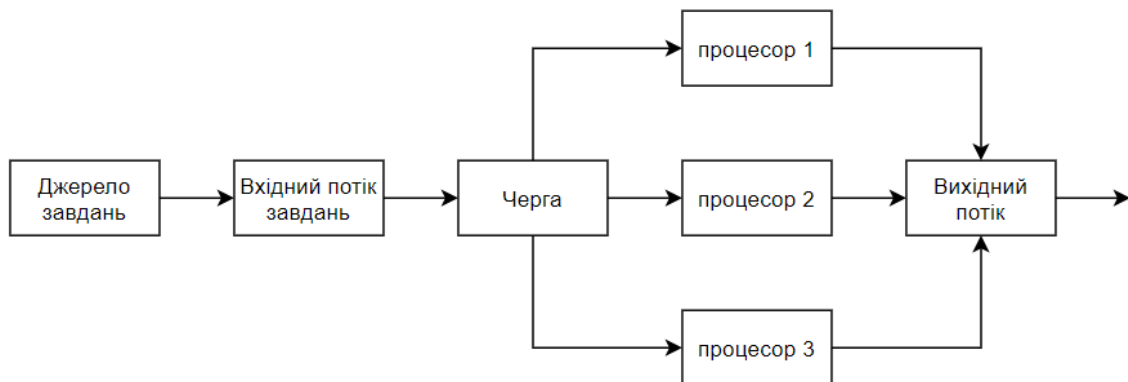 процесор 1
Джерело
завдань
Вхідний потік
завдань
Черга
процесор 2
Вихідний
потік
процесор 3